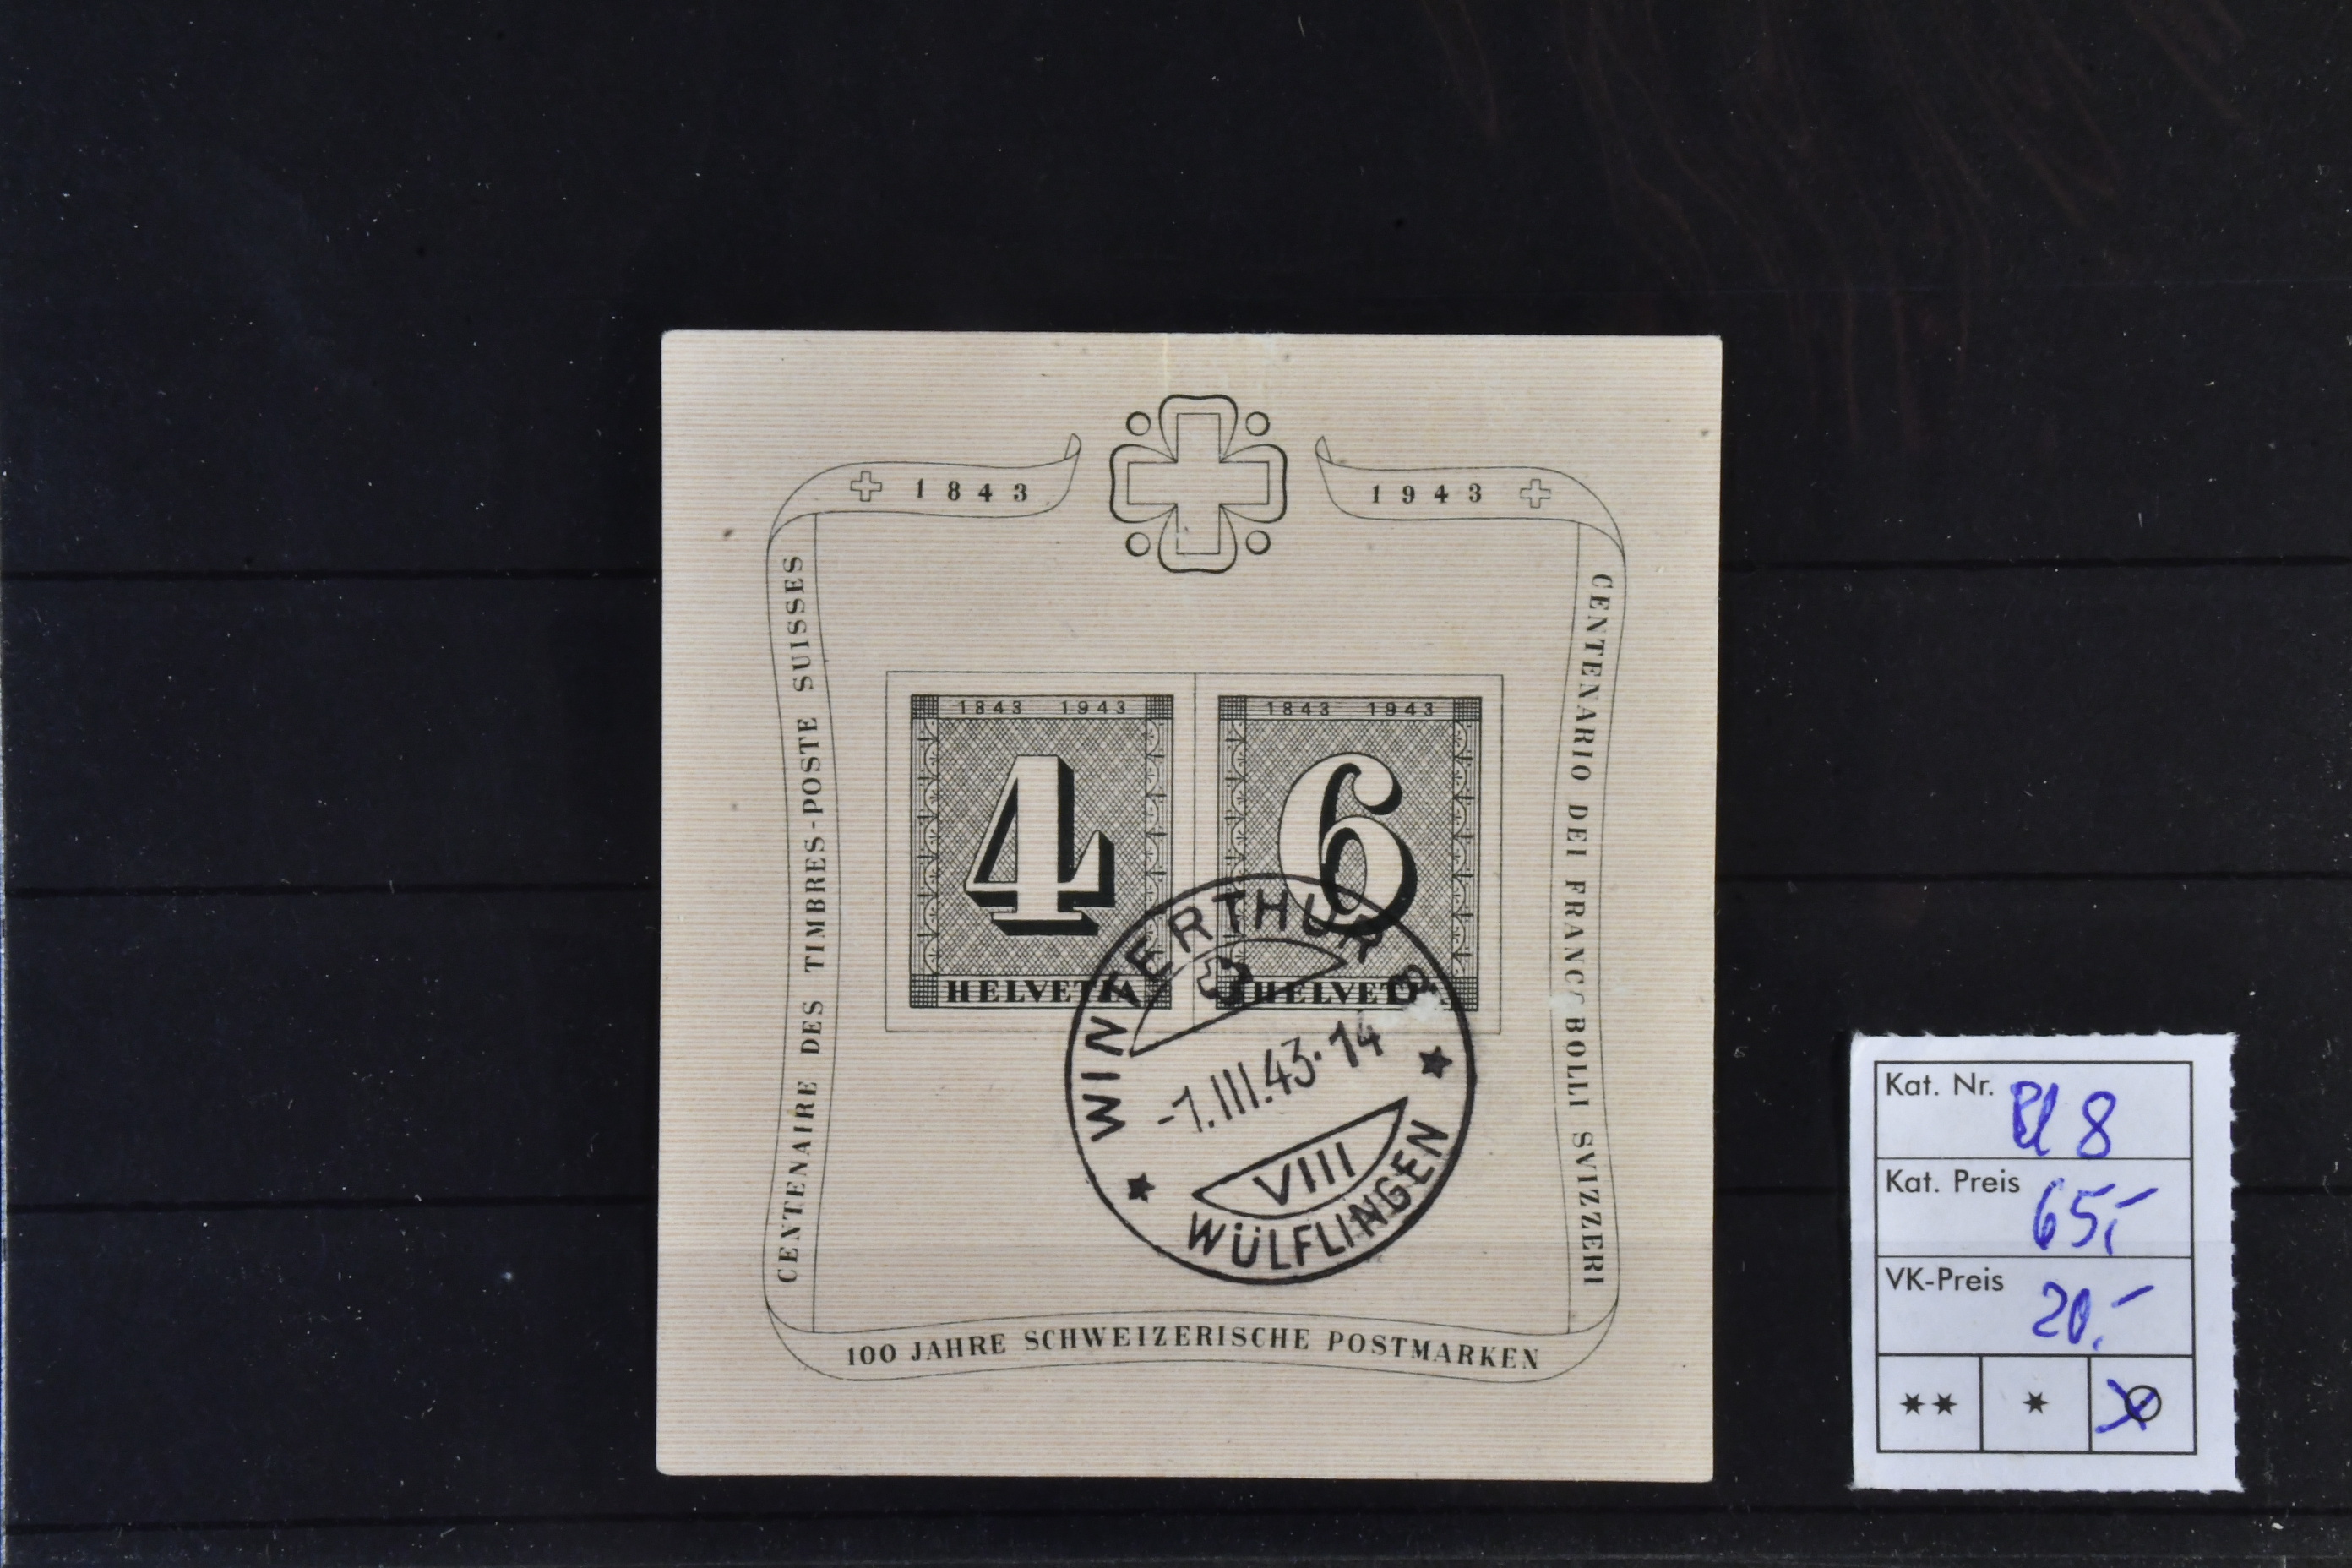 1843
1943
CENTENAIRE DES TIMBRES-POSTE SUISSES
CENTENARIO DEI FRANCOBOLLI SVIZZERI
1843 1943
4
HELVETIA
1843 1943
6
HELVETIA
WINTERTHUR 8
-1.III.43·14
VIII
WÜLFLINGEN
100 JAHRE SCHWEIZERISCHE POSTMARKEN
Kat. Nr. Bl 8
Kat. Preis 65,-
VK-Preis 20,-